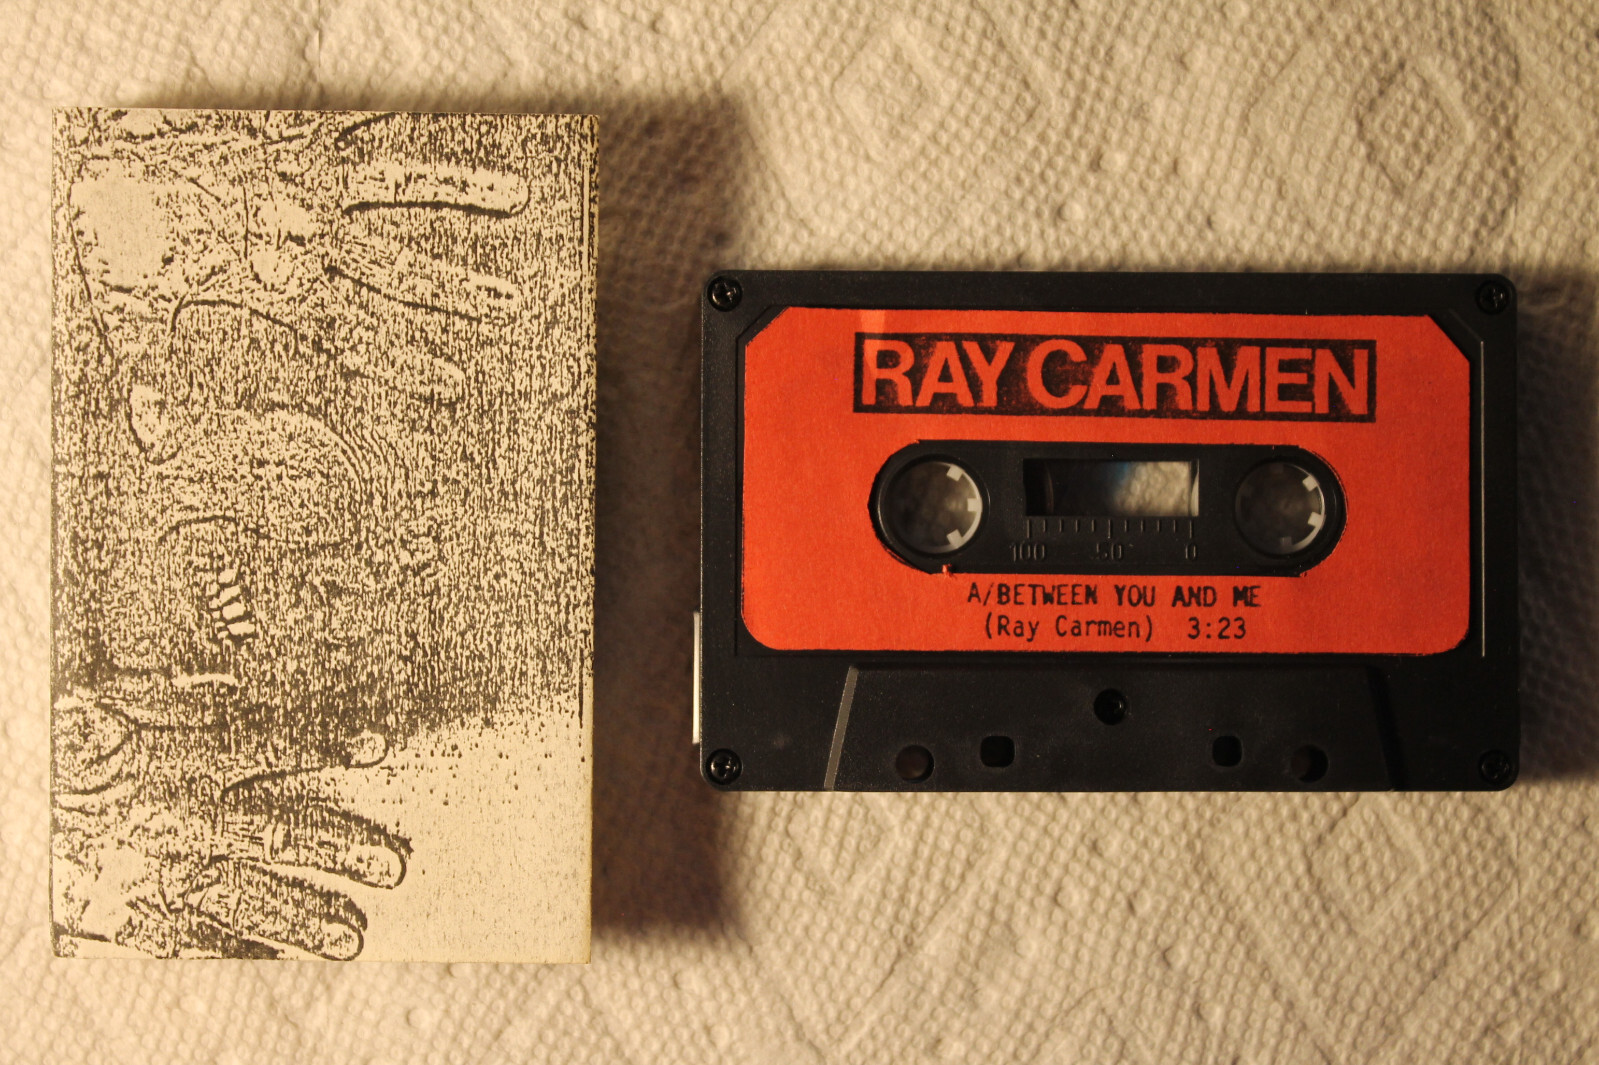 RAY CARMEN
100 50 0
A/BETWEEN YOU AND ME
(Ray Carmen) 3:23